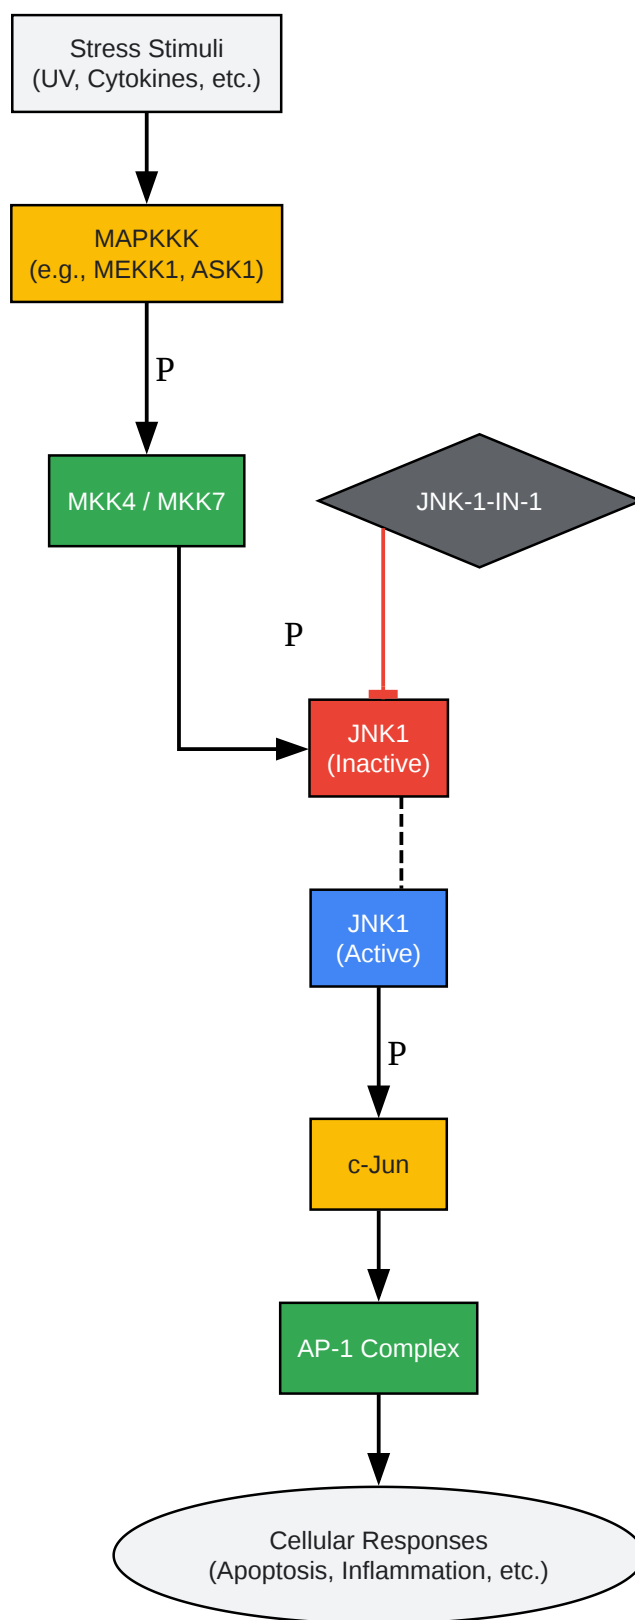 Stress Stimuli
(UV, Cytokines, etc.)
MAPKKK
(e.g., MEKK1, ASK1)
P
MKK4 / MKK7
JNK-1-IN-1
P
JNK1
(Inactive)
JNK1
(Active)
P
c-Jun
AP-1 Complex
Cellular Responses
(Apoptosis, Inflammation, etc.)